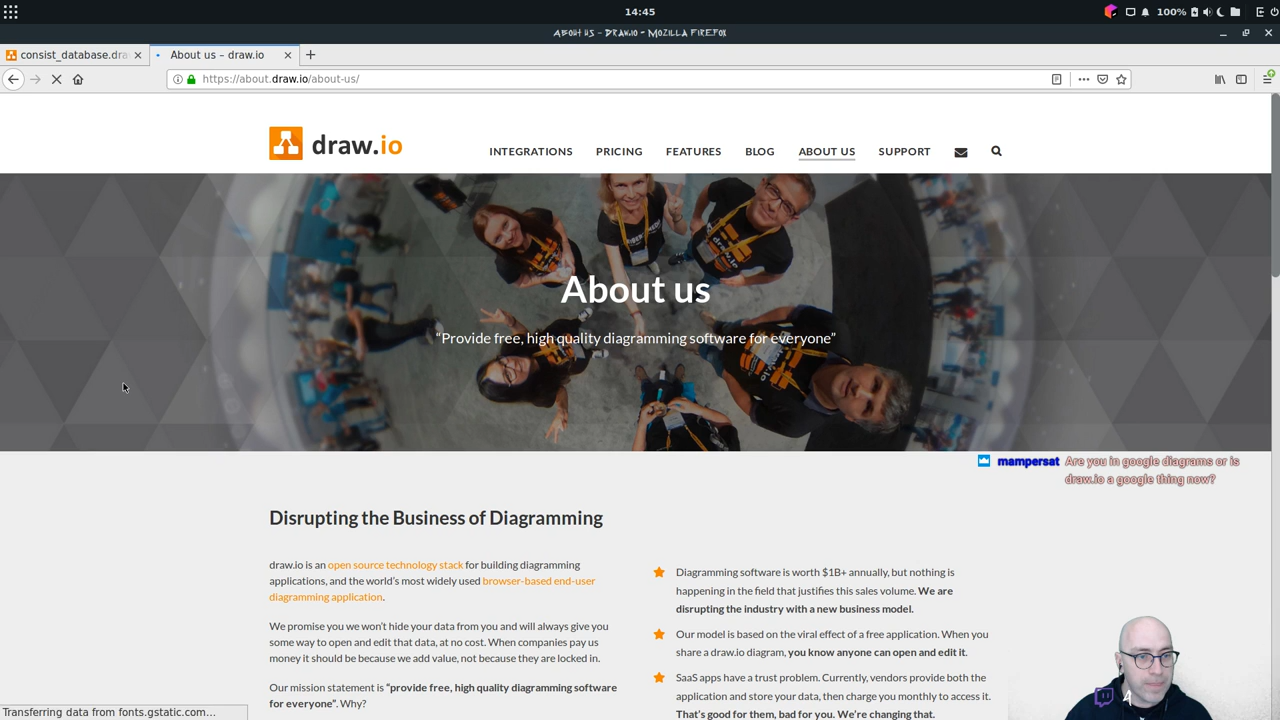 14:45
100%
About us – draw.io – Mozilla Firefox
consist_database.dra
About us – draw.io
https://about.draw.io/about-us/
draw.io
INTEGRATIONS
PRICING
FEATURES
BLOG
ABOUT US
SUPPORT
About us
“Provide free, high quality diagramming software for everyone”
mampersat Are you in google diagrams or is
draw.io a google thing now?
Disrupting the Business of Diagramming
draw.io is an open source technology stack for building diagramming
applications, and the world’s most widely used browser-based end-user
diagramming application.
We promise you we won’t hide your data from you and will always give you
some way to open and edit that data, at no cost. When companies pay us
money it should be because we add value, not because they are locked in.
Our mission statement is “provide free, high quality diagramming software
for everyone”. Why?
Diagramming software is worth $1B+ annually, but nothing is
happening in the field that justifies this sales volume. We are
disrupting the industry with a new business model.
Our model is based on the viral effect of a free application. When you
share a draw.io diagram, you know anyone can open and edit it.
SaaS apps have a trust problem. Currently, vendors provide both the
application and store your data, then charge you monthly to access it.
That’s good for them, bad for you. We’re changing that.
Transferring data from fonts.gstatic.com…